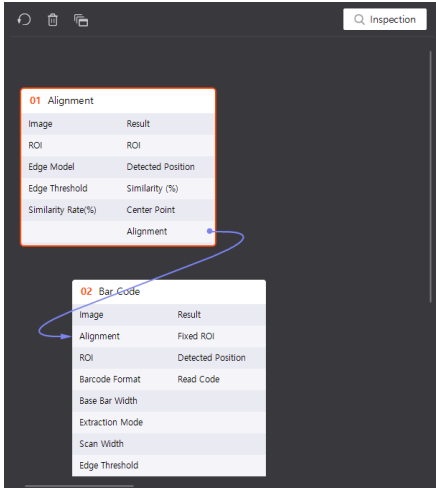 Inspection
01 Alignment
Image Result
ROI ROI
Edge Model Detected Position
Edge Threshold Similarity (%)
Similarity Rate(%) Center Point
Alignment
02 Bar Code
Image Result
Alignment Fixed ROI
ROI Detected Position
Barcode Format Read Code
Base Bar Width
Extraction Mode
Scan Width
Edge Threshold